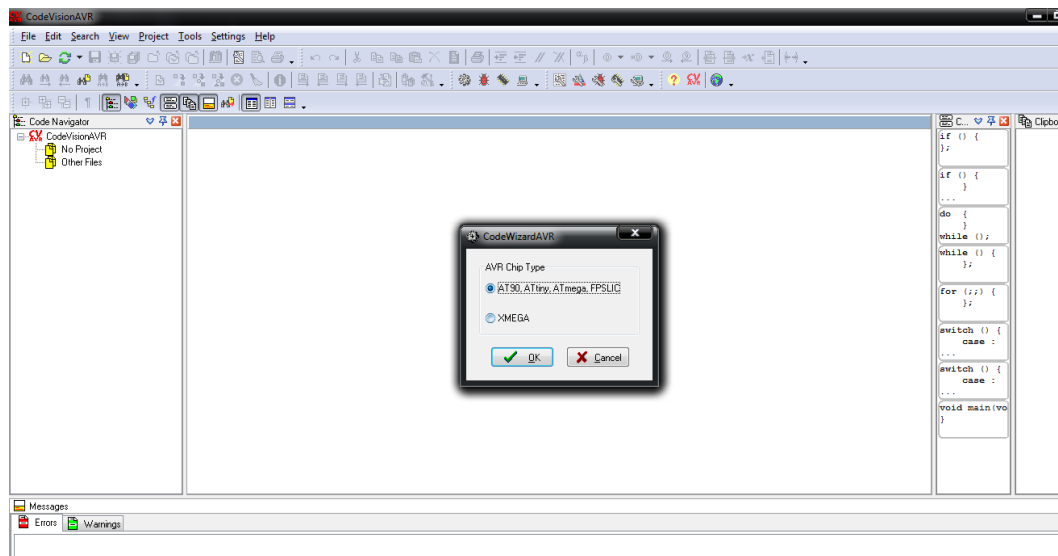 CodeVisionAVR
File Edit Search View Project Tools Settings Help
Code Navigator
CodeVisionAVR
No Project
Other Files
CodeWizardAVR
AVR Chip Type
AT90, ATtiny, ATmega, FPSLIC
XMEGA
OK Cancel
C...
if () {
};
if () {
}
...
do {
}
while ();
while () {
};
for (;;) {
};
switch () {
case :
...
switch () {
case :
...
void main(vo
}
Clipbo
Messages
Errors Warnings